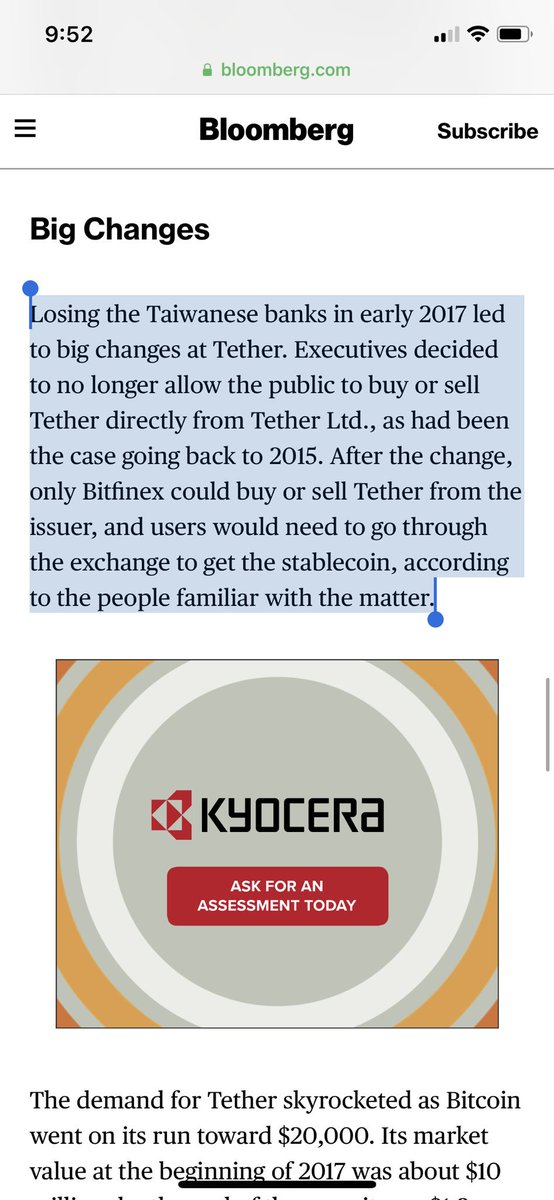 9:52
bloomberg.com
Bloomberg
Subscribe
Big Changes
Losing the Taiwanese banks in early 2017 led
to big changes at Tether. Executives decided
to no longer allow the public to buy or sell
Tether directly from Tether Ltd., as had been
the case going back to 2015. After the change,
only Bitfinex could buy or sell Tether from the
issuer, and users would need to go through
the exchange to get the stablecoin, according
to the people familiar with the matter.
KYOCERA
ASK FOR AN
ASSESSMENT TODAY
The demand for Tether skyrocketed as Bitcoin
went on its run toward $20,000. Its market
value at the beginning of 2017 was about $10